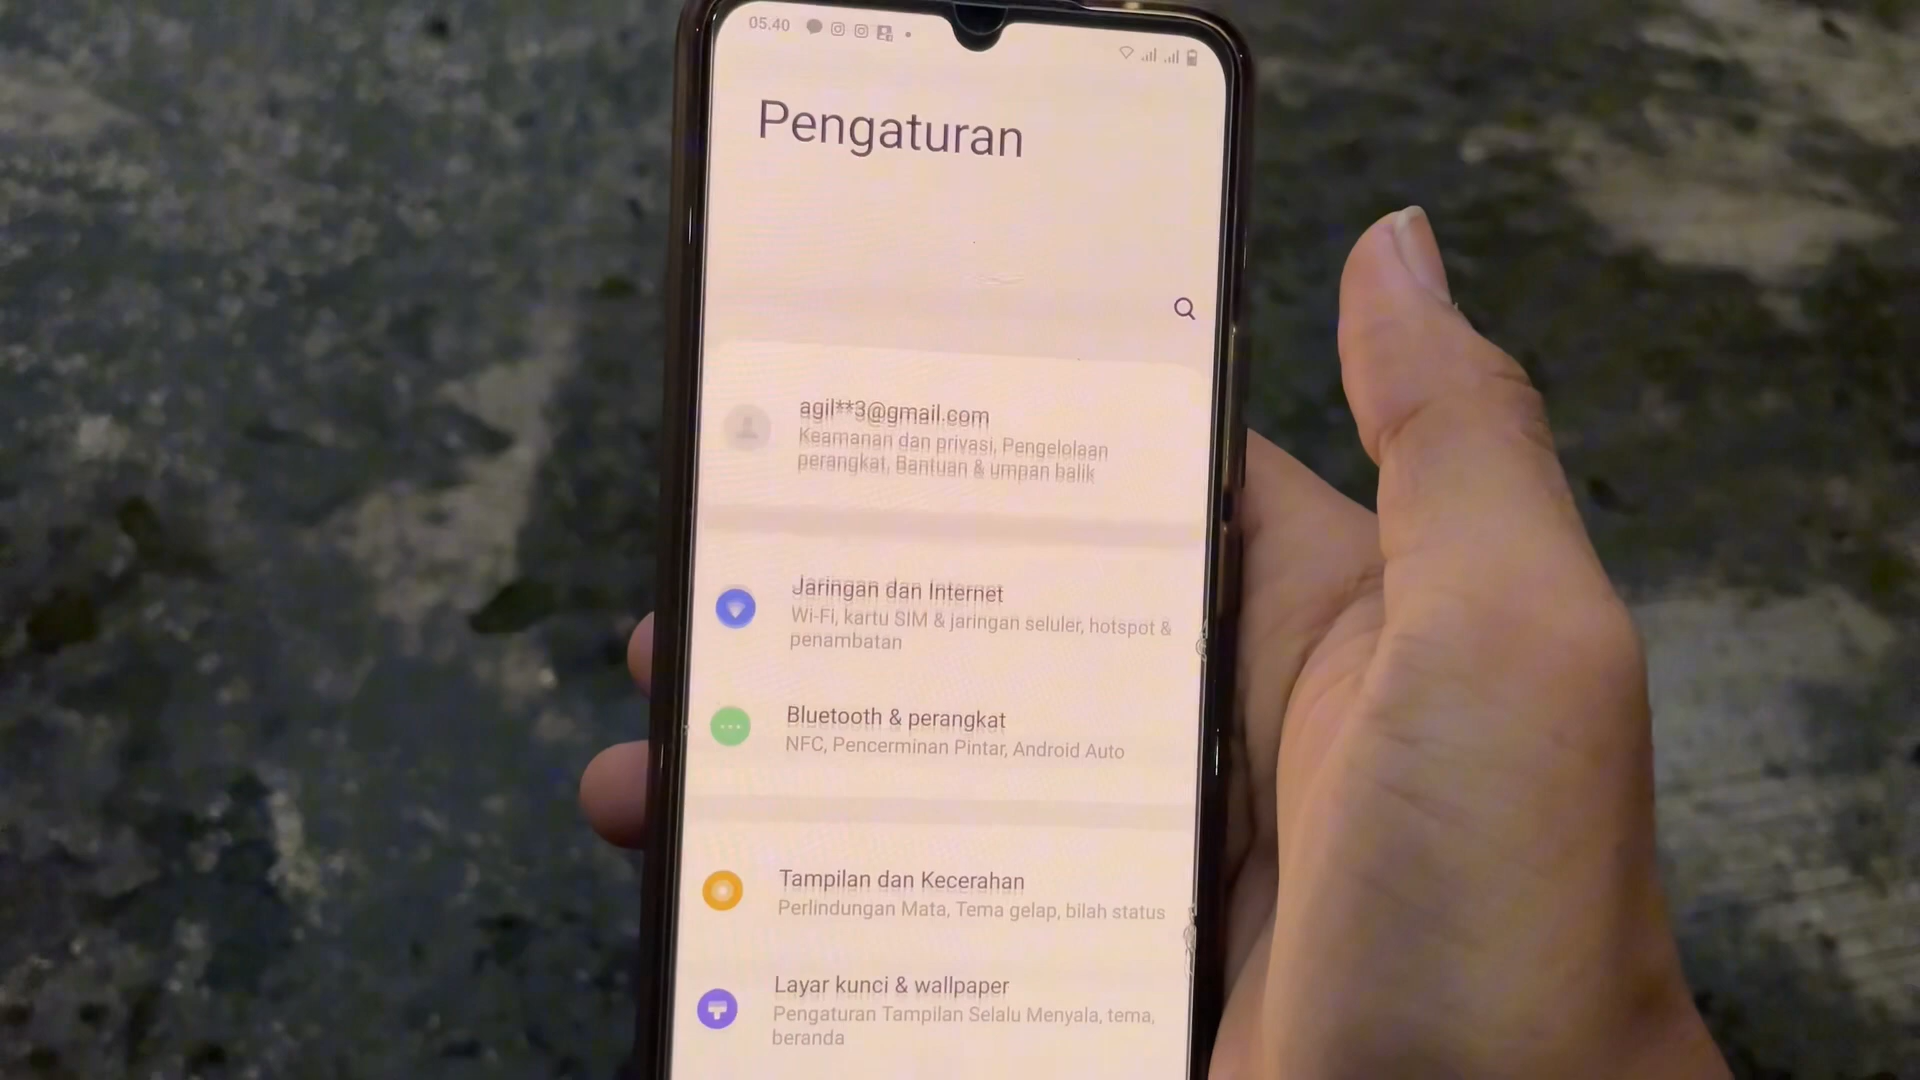 05.40
Pengaturan
agil**3@gmail.com
Keamanan dan privasi, Pengelolaan
perangkat, Bantuan & umpan balik
Jaringan dan Internet
Wi-Fi, kartu SIM & jaringan seluler, hotspot &
penambatan
Bluetooth & perangkat
NFC, Pencerminan Pintar, Android Auto
Tampilan dan Kecerahan
Perlindungan Mata, Tema gelap, bilah status
Layar kunci & wallpaper
Pengaturan Tampilan Selalu Menyala, tema,
beranda